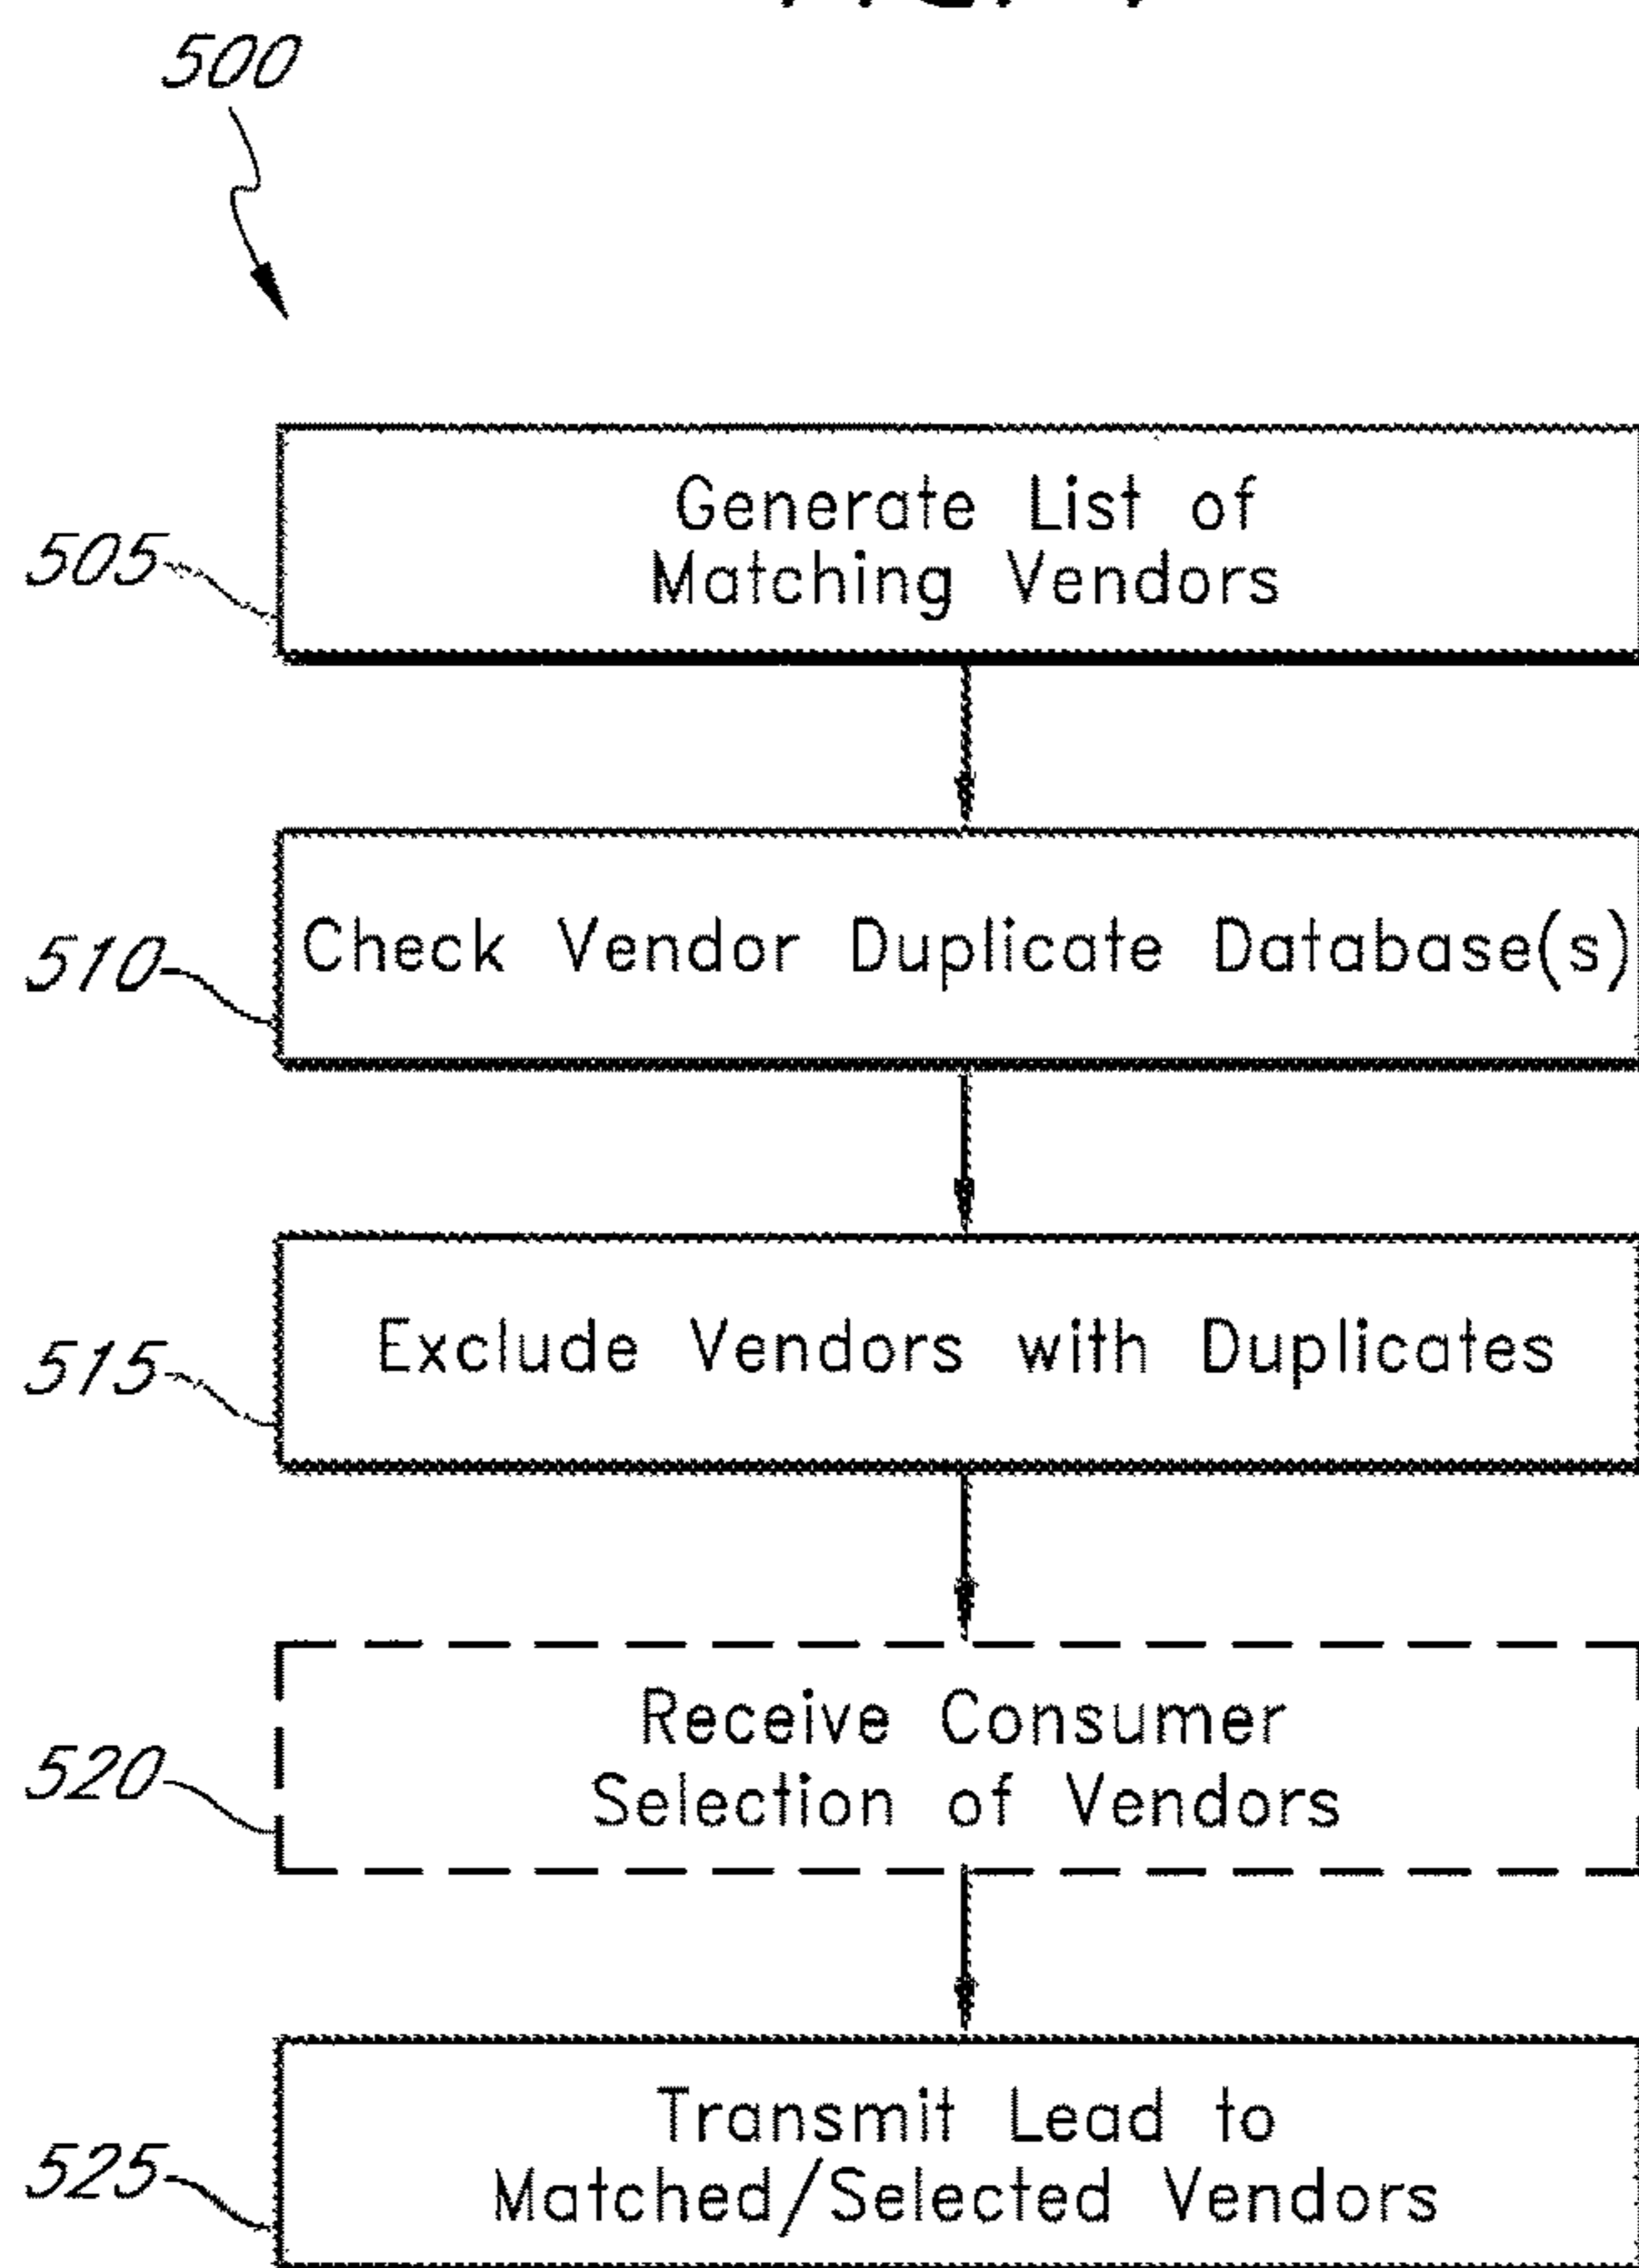 500
505
Generate List of
Matching Vendors
510
Check Vendor Duplicate Database(s)
515
Exclude Vendors with Duplicates
520
Receive Consumer
Selection of Vendors
525
Transmit Lead to
Matched/Selected Vendors